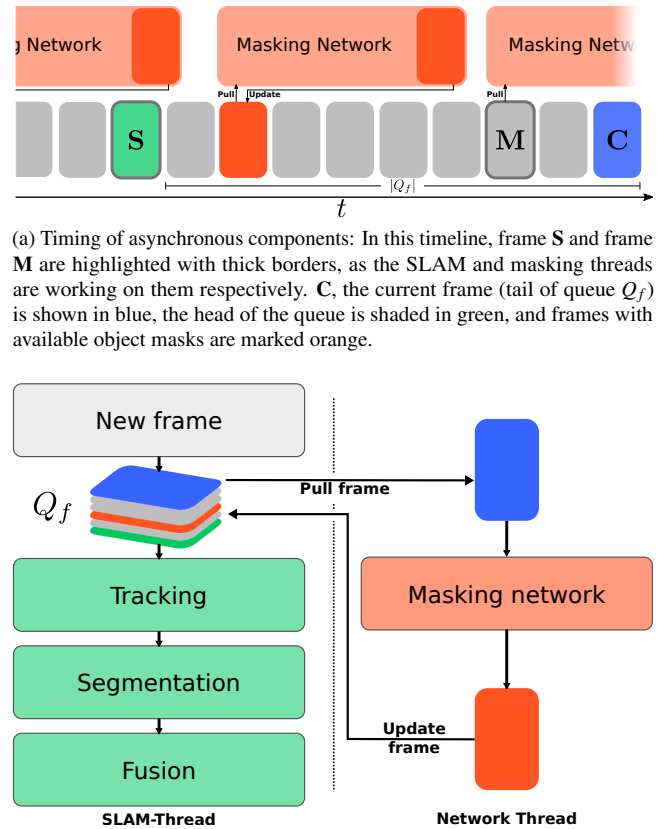 g Network
Masking Network
Masking Netw
Pull
Update
Pull
S
M
C
|Q_f|
t
(a) Timing of asynchronous components: In this timeline, frame S and frame
M are highlighted with thick borders, as the SLAM and masking threads
are working on them respectively. C, the current frame (tail of queue Q_f)
is shown in blue, the head of the queue is shaded in green, and frames with
available object masks are marked orange.
New frame
Q_f
Pull frame
Tracking
Masking network
Segmentation
Update
frame
Fusion
SLAM-Thread
Network Thread